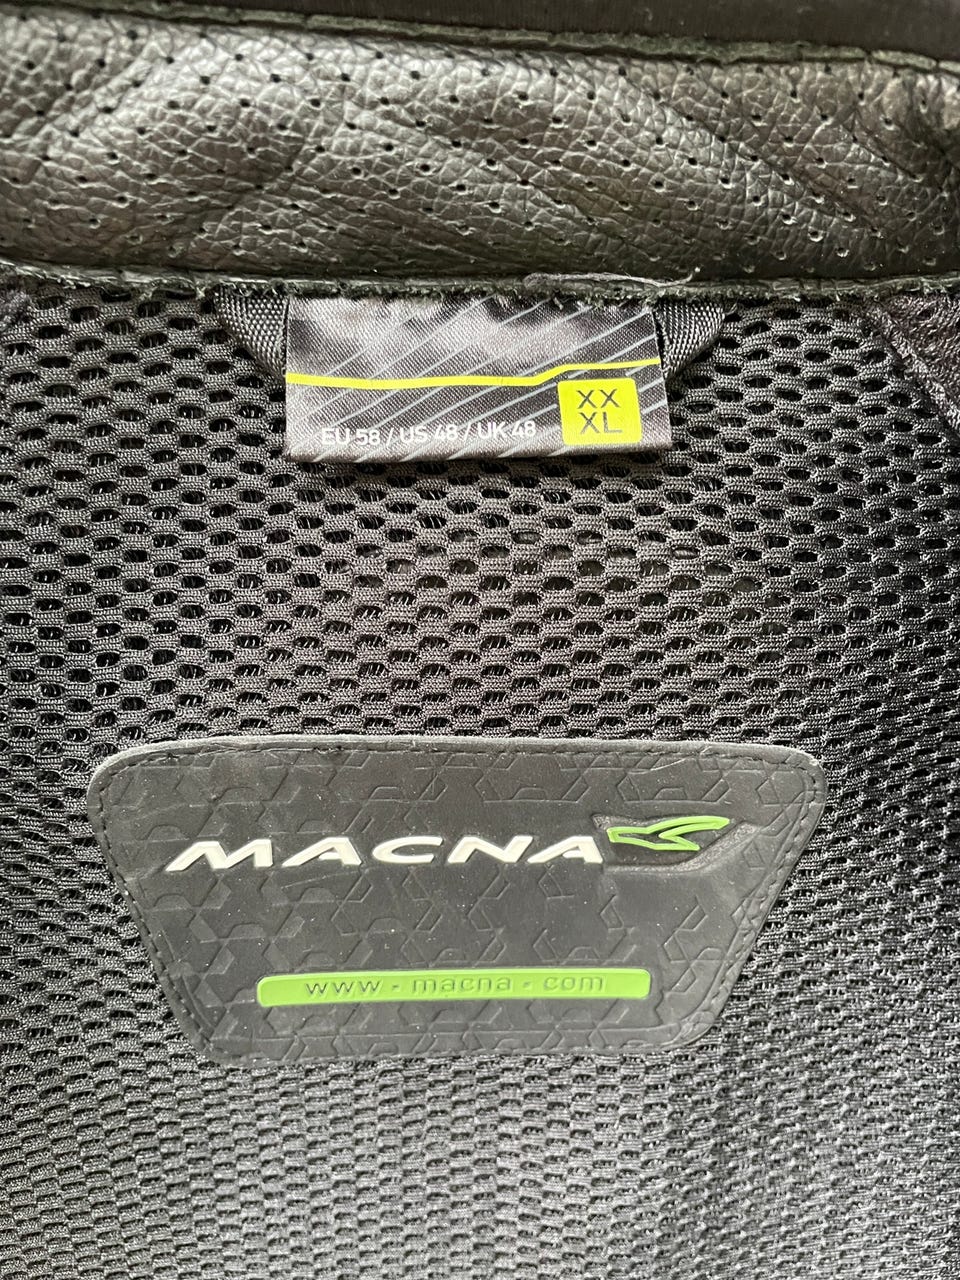 EU 58 / US 48 / UK 48
XX
XL
MACNA
www - macna - com